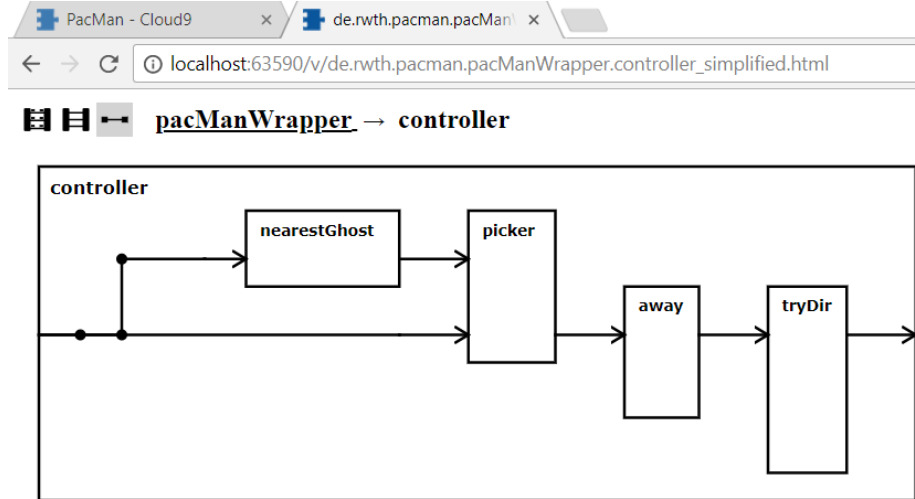 PacMan - Cloud9
de.rwth.pacman.pacMan
localhost:63590/v/de.rwth.pacman.pacManWrapper.controller_simplified.html
pacManWrapper → controller
controller
nearestGhost
picker
away
tryDir